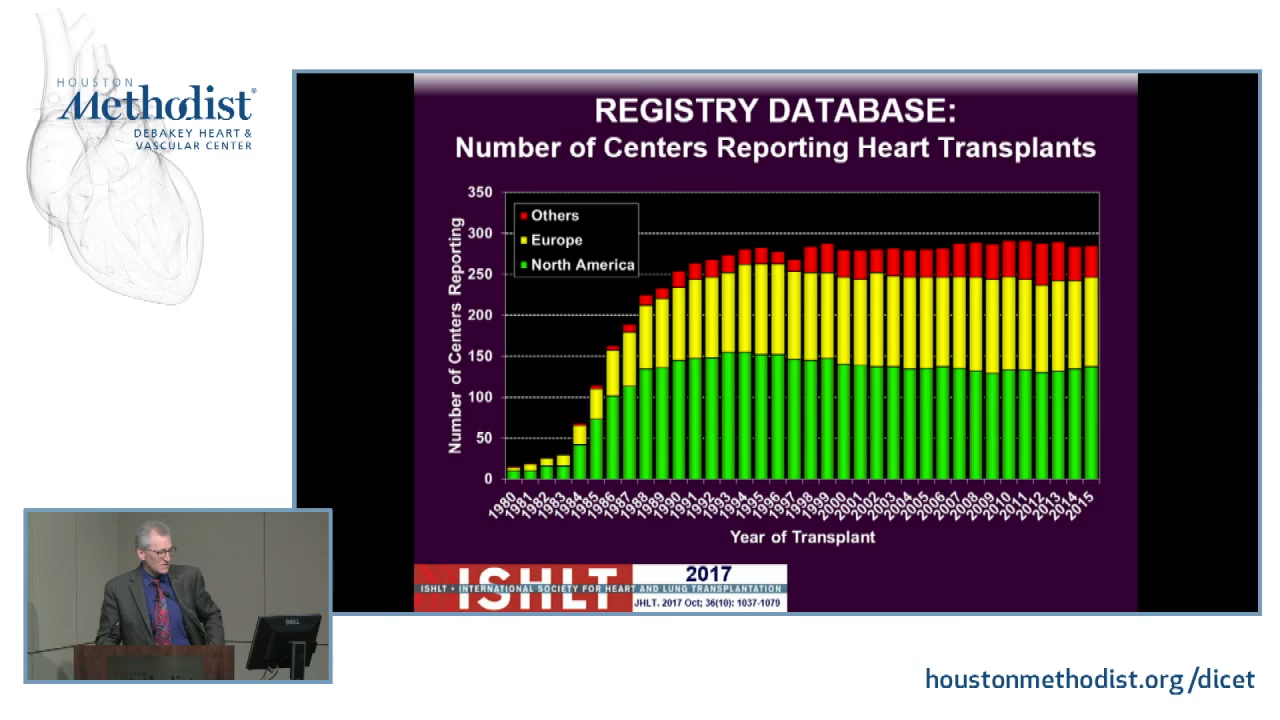 HOUSTON
Methodist®
DEBAKEY HEART &
VASCULAR CENTER
REGISTRY DATABASE:
Number of Centers Reporting Heart Transplants
Number of Centers Reporting
350
300
250
200
150
100
50
0
Others
Europe
North America
1980 1981 1982 1983 1984 1985 1986 1987 1988 1989 1990 1991 1992 1993 1994 1995 1996 1997 1998 1999 2000 2001 2002 2003 2004 2005 2006 2007 2008 2009 2010 2011 2012 2013 2014 2015
Year of Transplant
2017
ISHLT • INTERNATIONAL SOCIETY FOR HEART AND LUNG TRANSPLANTATION
ISHLT
JHLT. 2017 Oct; 36(10): 1037-1079
DELL
houstonmethodist.org/dicet